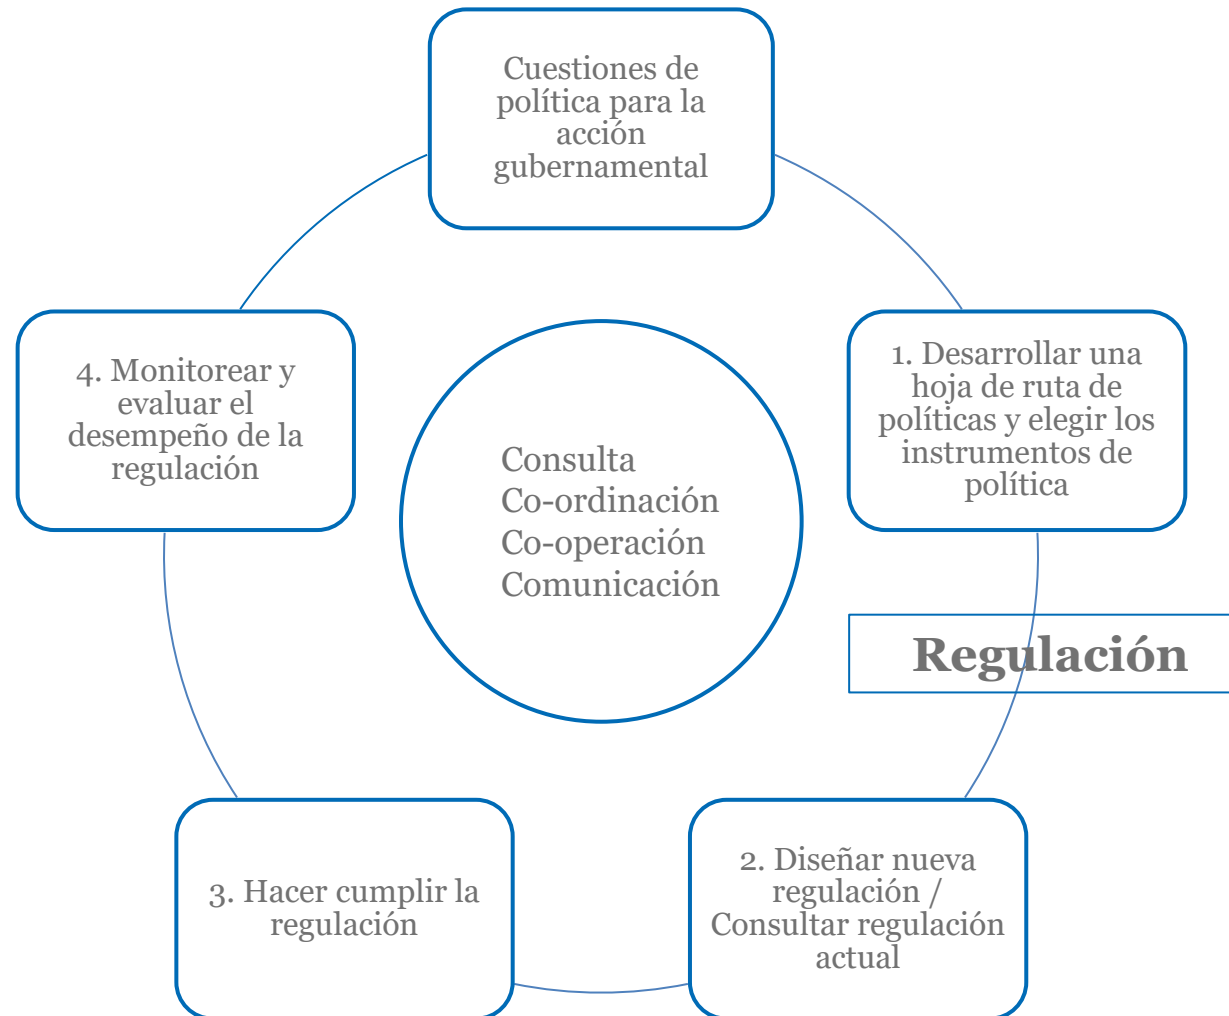 Cuestiones de
política para la
acción
gubernamental
1. Desarrollar una
hoja de ruta de
políticas y elegir los
instrumentos de
política
Regulación
2. Diseñar nueva
regulación /
Consultar regulación
actual
3. Hacer cumplir la
regulación
4. Monitorear y
evaluar el
desempeño de la
regulación
Consulta
Co-ordinación
Co-operación
Comunicación